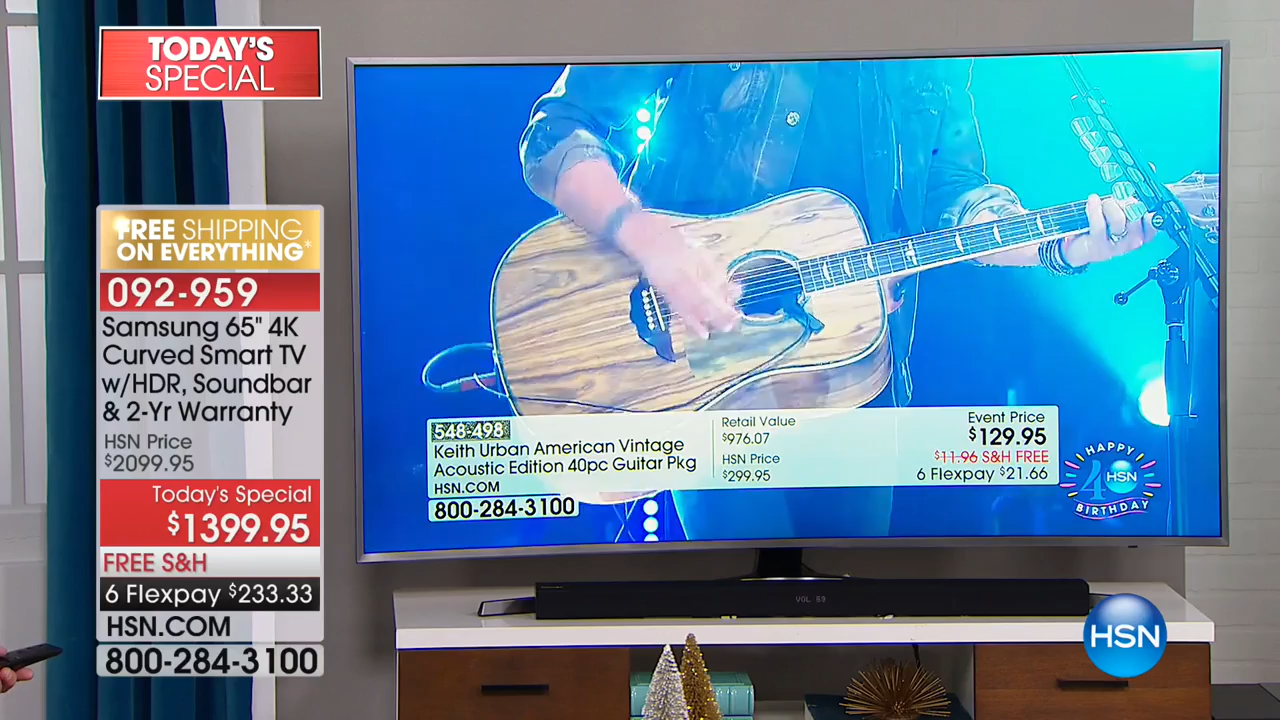 TODAY'S
SPECIAL
FREE SHIPPING
ON EVERYTHING*
092-959
Samsung 65" 4K
Curved Smart TV
w/HDR, Soundbar
& 2-Yr Warranty
HSN Price
$2099.95
Today's Special
$1399.95
FREE S&H
6 Flexpay $233.33
HSN.COM
800-284-3100
548-498
Keith Urban American Vintage
Acoustic Edition 40pc Guitar Pkg
HSN.COM
800-284-3100
Retail Value
$976.07
HSN Price
$299.95
Event Price
$129.95
$11.96 S&H FREE
6 Flexpay $21.66
HAPPY
40 HSN
BIRTHDAY
VOL 59
HSN